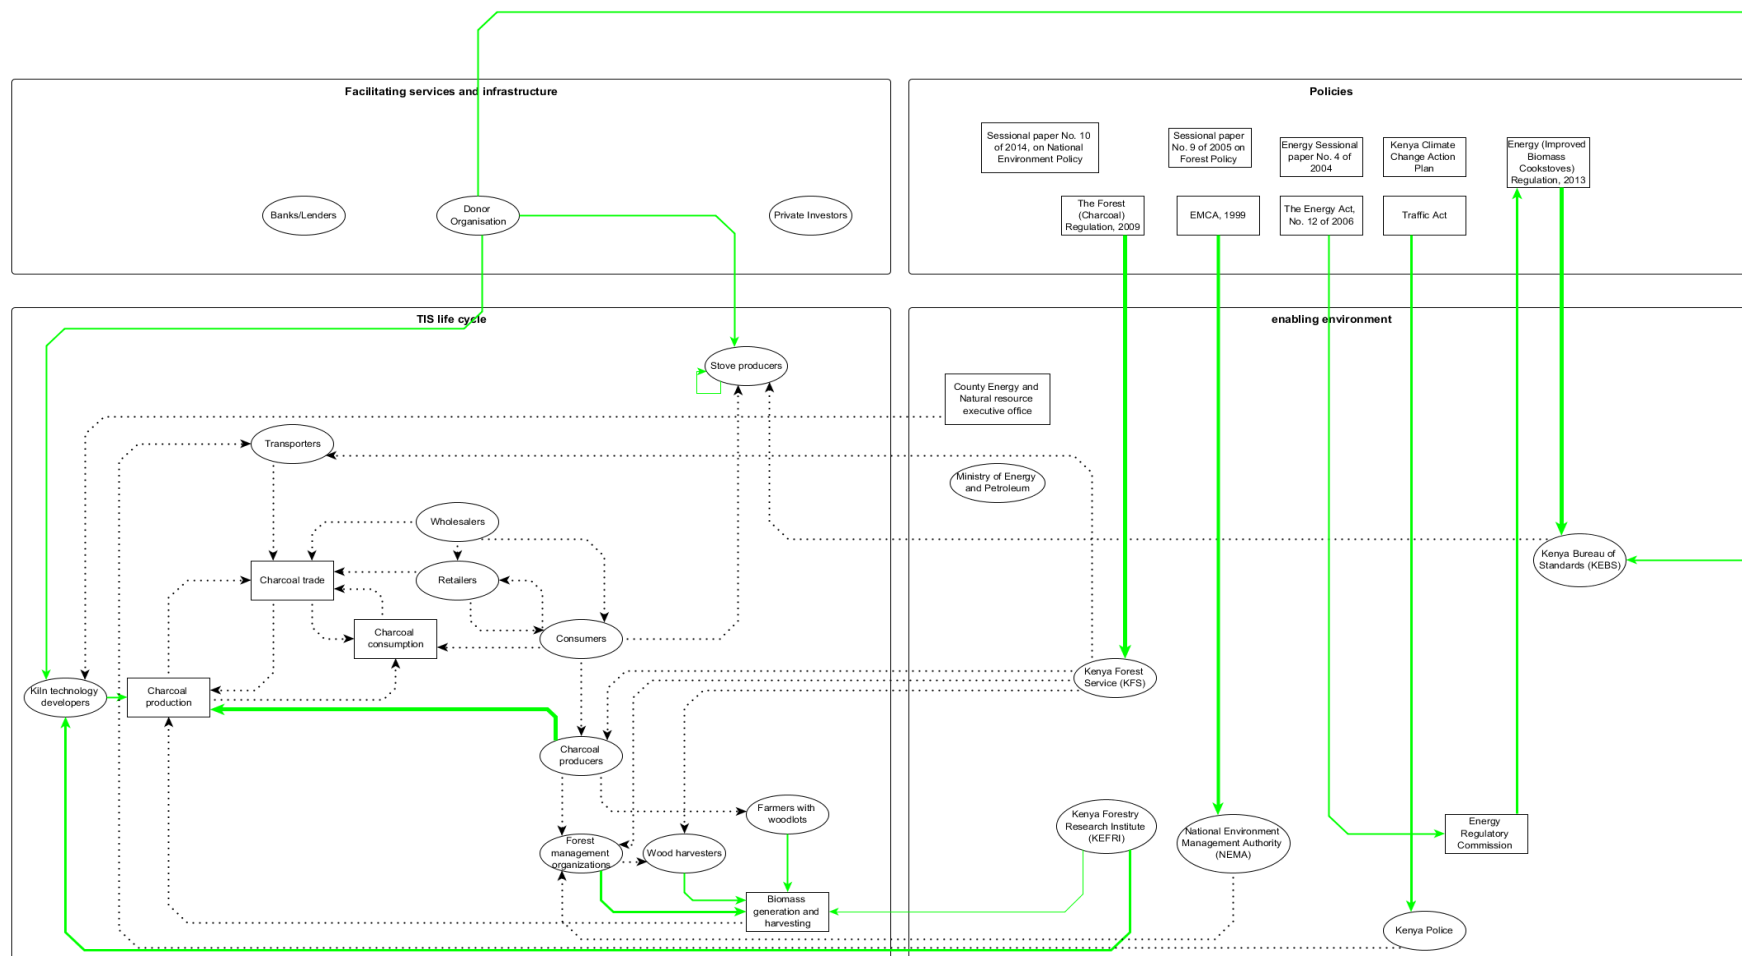 Facilitating services and infrastructure
Banks/Lenders
Donor
Organisation
Private Investors
Policies
Sessional paper No. 10
of 2014, on National
Environment Policy
Sessional paper
No. 9 of 2005 on
Forest Policy
Energy Sessional
paper No. 4 of
2004
Kenya Climate
Change Action
Plan
Energy (Improved
Biomass
Cookstoves)
Regulation, 2013
The Forest
(Charcoal)
Regulation, 2009
EMCA, 1999
The Energy Act,
No. 12 of 2006
Traffic Act
TIS life cycle
Stove producers
Transporters
Wholesalers
Charcoal trade
Retailers
Charcoal
consumption
Consumers
Kiln technology
developers
Charcoal
production
Charcoal
producers
Farmers with
woodlots
Forest
management
organizations
Wood harvesters
Biomass
generation and
harvesting
enabling environment
County Energy and
Natural resource
executive office
Ministry of Energy
and Petroleum
Kenya Bureau of
Standards (KEBS)
Kenya Forest
Service (KFS)
Kenya Forestry
Research Institute
(KEFRI)
National Environment
Management Authority
(NEMA)
Energy
Regulatory
Commission
Kenya Police